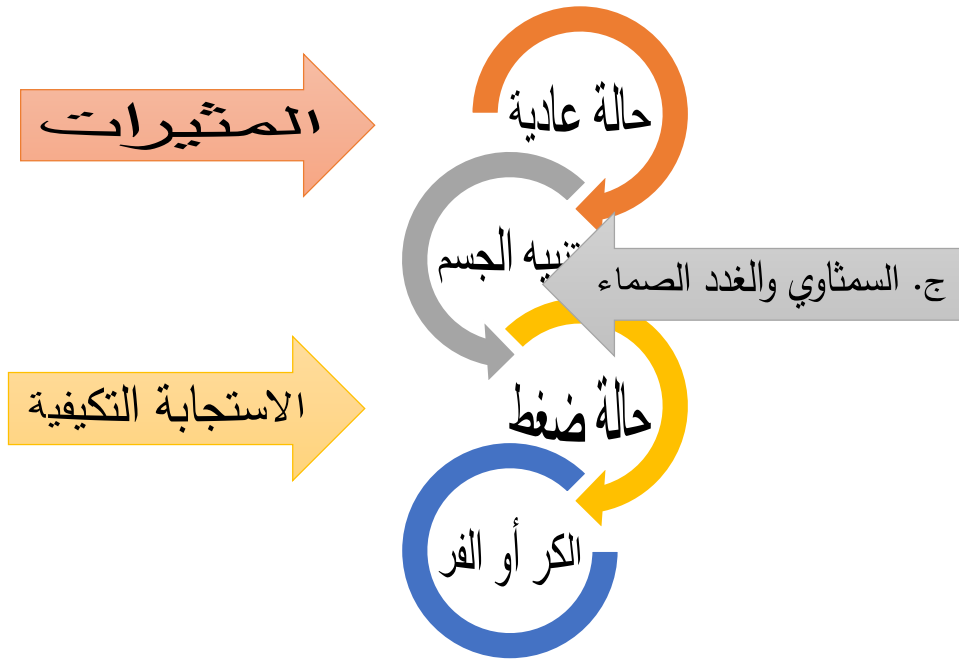 حالة عادية
المثيرات
تنبيه الجسم
ج. السمثاوي والغدد الصماء
حالة ضغط
الاستجابة التكيفية
الكر أو الفر